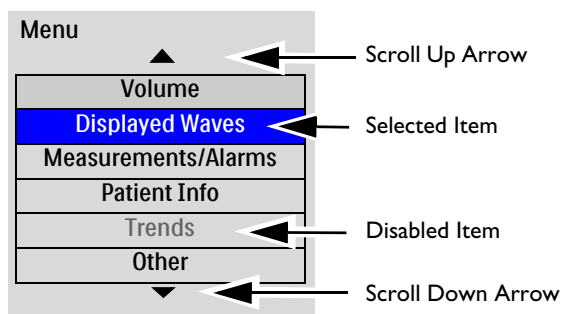 Menu
Scroll Up Arrow
Volume
Displayed Waves
Selected Item
Measurements/Alarms
Patient Info
Trends
Disabled Item
Other
Scroll Down Arrow